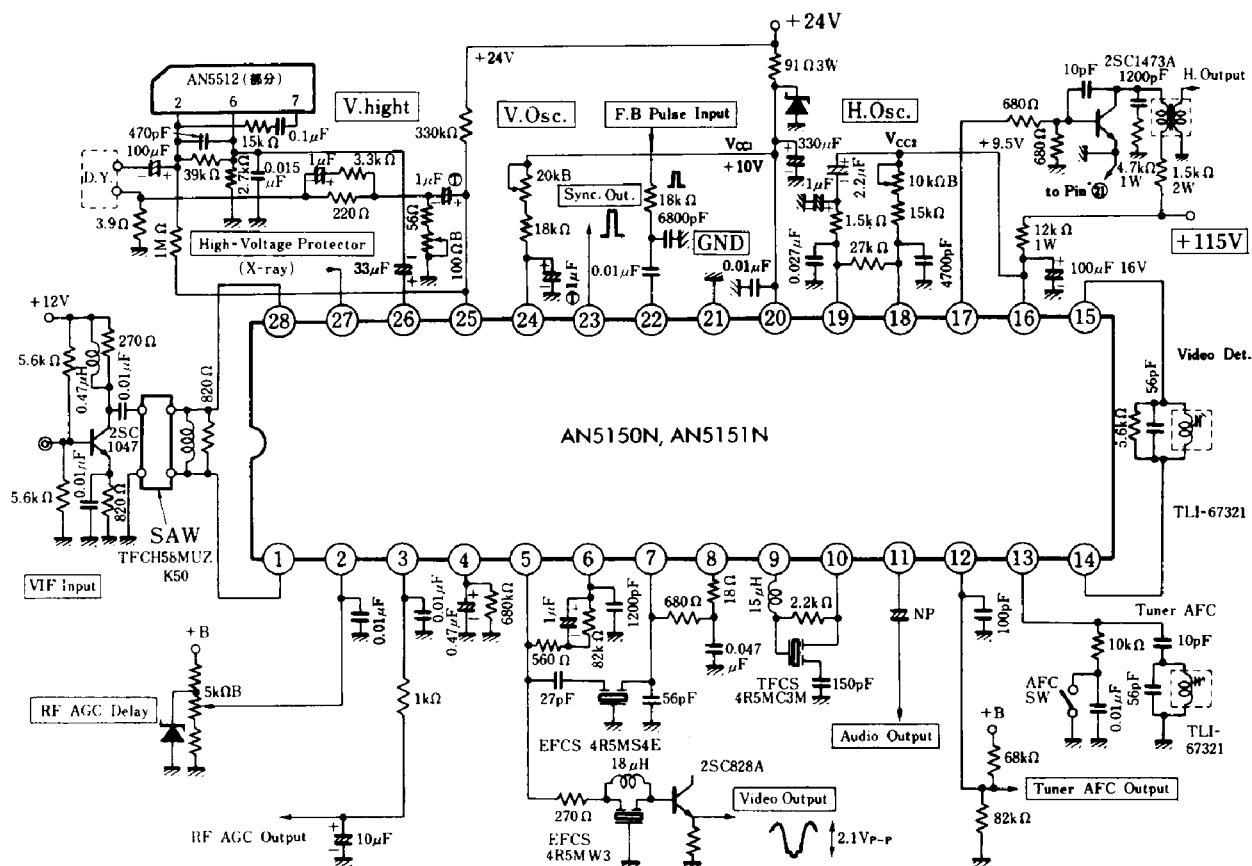 +24V
+24V
AN5512 (部分)
2 6 7
V.hight
V.Osc.
F.B Pulse Input
H.Osc.
91Ω 3W
2SC1473A
10pF
1200pF
H. Output
470pF
15kΩ
0.1μF
100μF
330kΩ
680Ω
680Ω
330μF
VCC1
+10V
VCC2
+9.5V
D.Y.
39kΩ
2.7kΩ
0.015
μF
1μF
3.3kΩ
1μF
220Ω
56Ω
100ΩB
20kB
Sync. Out.
18kΩ
18kΩ
6800pF
GND
1μF
2.2μF
10kΩB
1.5kΩ
15kΩ
4.7kΩ
1W
to Pin ㉑
1.5kΩ
2W
3.9Ω
1MΩ
High-Voltage Protector
(X-ray)
33μF
1μF
0.01μF
0.01μF
0.027μF
27kΩ
4700pF
12kΩ
1W
+115V
100μF 16V
+12V
28 27 26 25 24 23 22 21 20 19 18 17 16 15
270Ω
5.6kΩ
0.47μH
0.01μF
820Ω
2SC
1047
5.6kΩ
0.01μF
820Ω
SAW
TFCH58MUZ
K50
VIF Input
AN5150N, AN5151N
Video Det.
56pF
5.6kΩ
TLI-67321
1 2 3 4 5 6 7 8 9 10 11 12 13 14
0.01μF
0.01μF
0.47μF
680kΩ
1μF
82kΩ
1200pF
560Ω
680Ω
18Ω
0.047
μF
15μH
2.2kΩ
NP
100pF
Tuner AFC
10kΩ
10pF
+B
5kΩB
RF AGC Delay
1kΩ
27pF
56pF
EFCS 4R5MS4E
TFCS
4R5MC3M
150pF
Audio Output
AFC
SW
0.01μF
56pF
TLI-
67321
+B
68kΩ
Tuner AFC Output
82kΩ
18μH
2SC828A
270Ω
Video Output
2.1VP-P
EFCS
4R5MW3
RF AGC Output
10μF